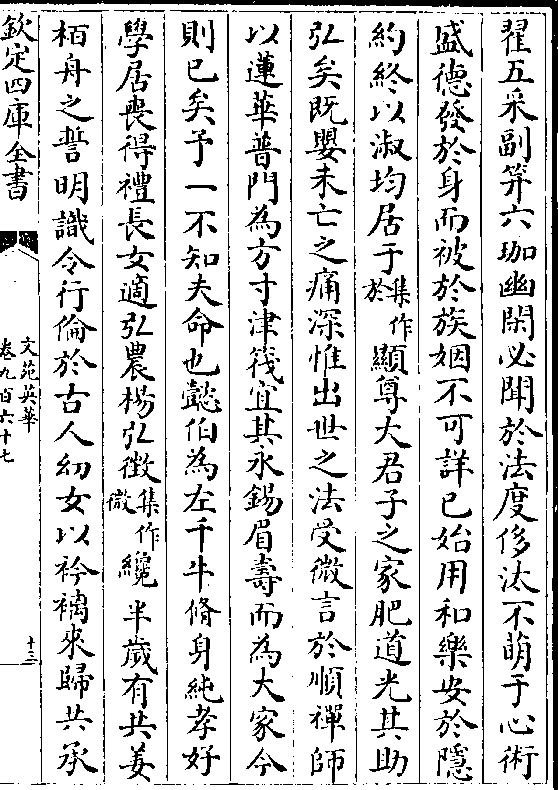 翟五采副笄六珈幽閑必聞於法度侈汰不萌于心術
盛德發於身而被於族姻不可詳已始用和樂安於隱
約終以淑均居于集作於顯尊大君子之家肥道光其助
弘矣既嬰未亡之痛深惟出世之法受微言於順禪師
以蓮華普門為方寸津筏宜其永錫眉壽而為大家今
則已矣予一不知夫命也懿伯為左千牛脩身純孝好
學居喪得禮長女適弘農楊弘徴集作微纔半歲有共姜
栢舟之誓明識令行倫於古人幼女以衿褵來歸共承
欽定四庫全書
文苑英華
卷九百六十七
十三